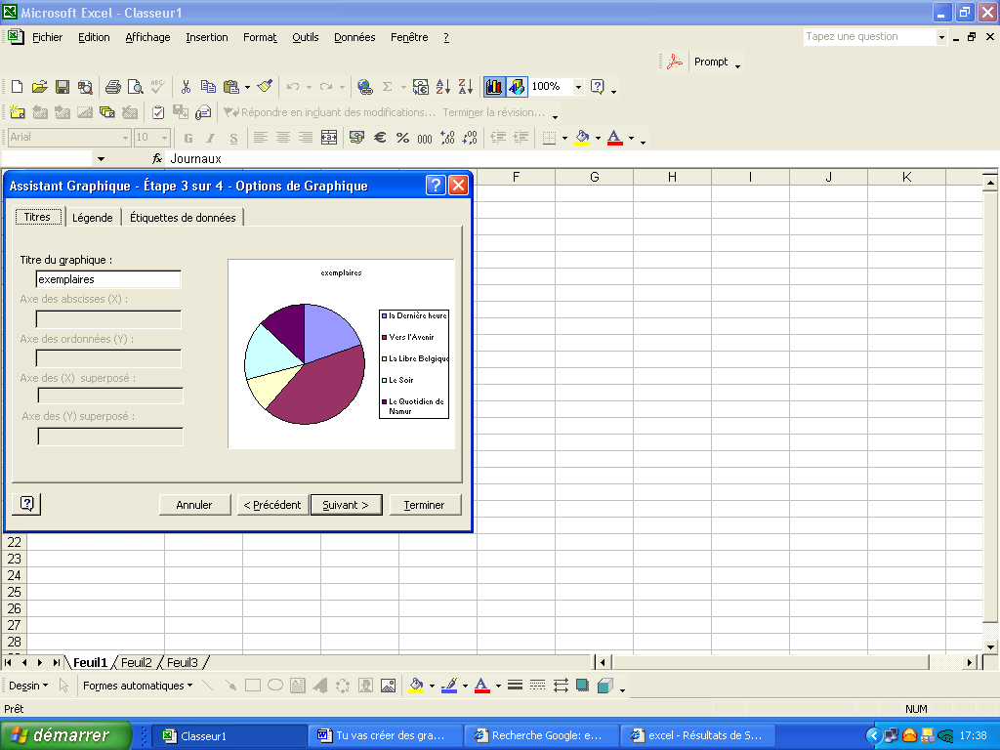 Microsoft Excel - Classeur1
Fichier Edition Affichage Insertion Format Outils Données Fenêtre ?
Tapez une question
Prompt
100%
Répondre en incluant des modifications... Terminer la révision...
Arial 10 G I S € % 000
fx Journaux
Assistant Graphique - Étape 3 sur 4 - Options de Graphique
F G H I J K
Titres Légende Étiquettes de données
Titre du graphique :
exemplaires
Axe des abscisses (X) :
Axe des ordonnées (Y) :
Axe des (X) superposé :
Axe des (Y) superposé :
exemplaires
la Dernière heure
Vers l'Avenir
La Libre Belgique
Le Soir
Le Quotidien de
Namur
Annuler < Précédent Suivant > Terminer
22
23
24
25
26
27
28
Feuil1 Feuil2 Feuil3
Dessin Formes automatiques
Prêt
NUM
démarrer Classeur1 Tu vas créer des gra... Recherche Google: e... excel - Résultats de S... 17:38